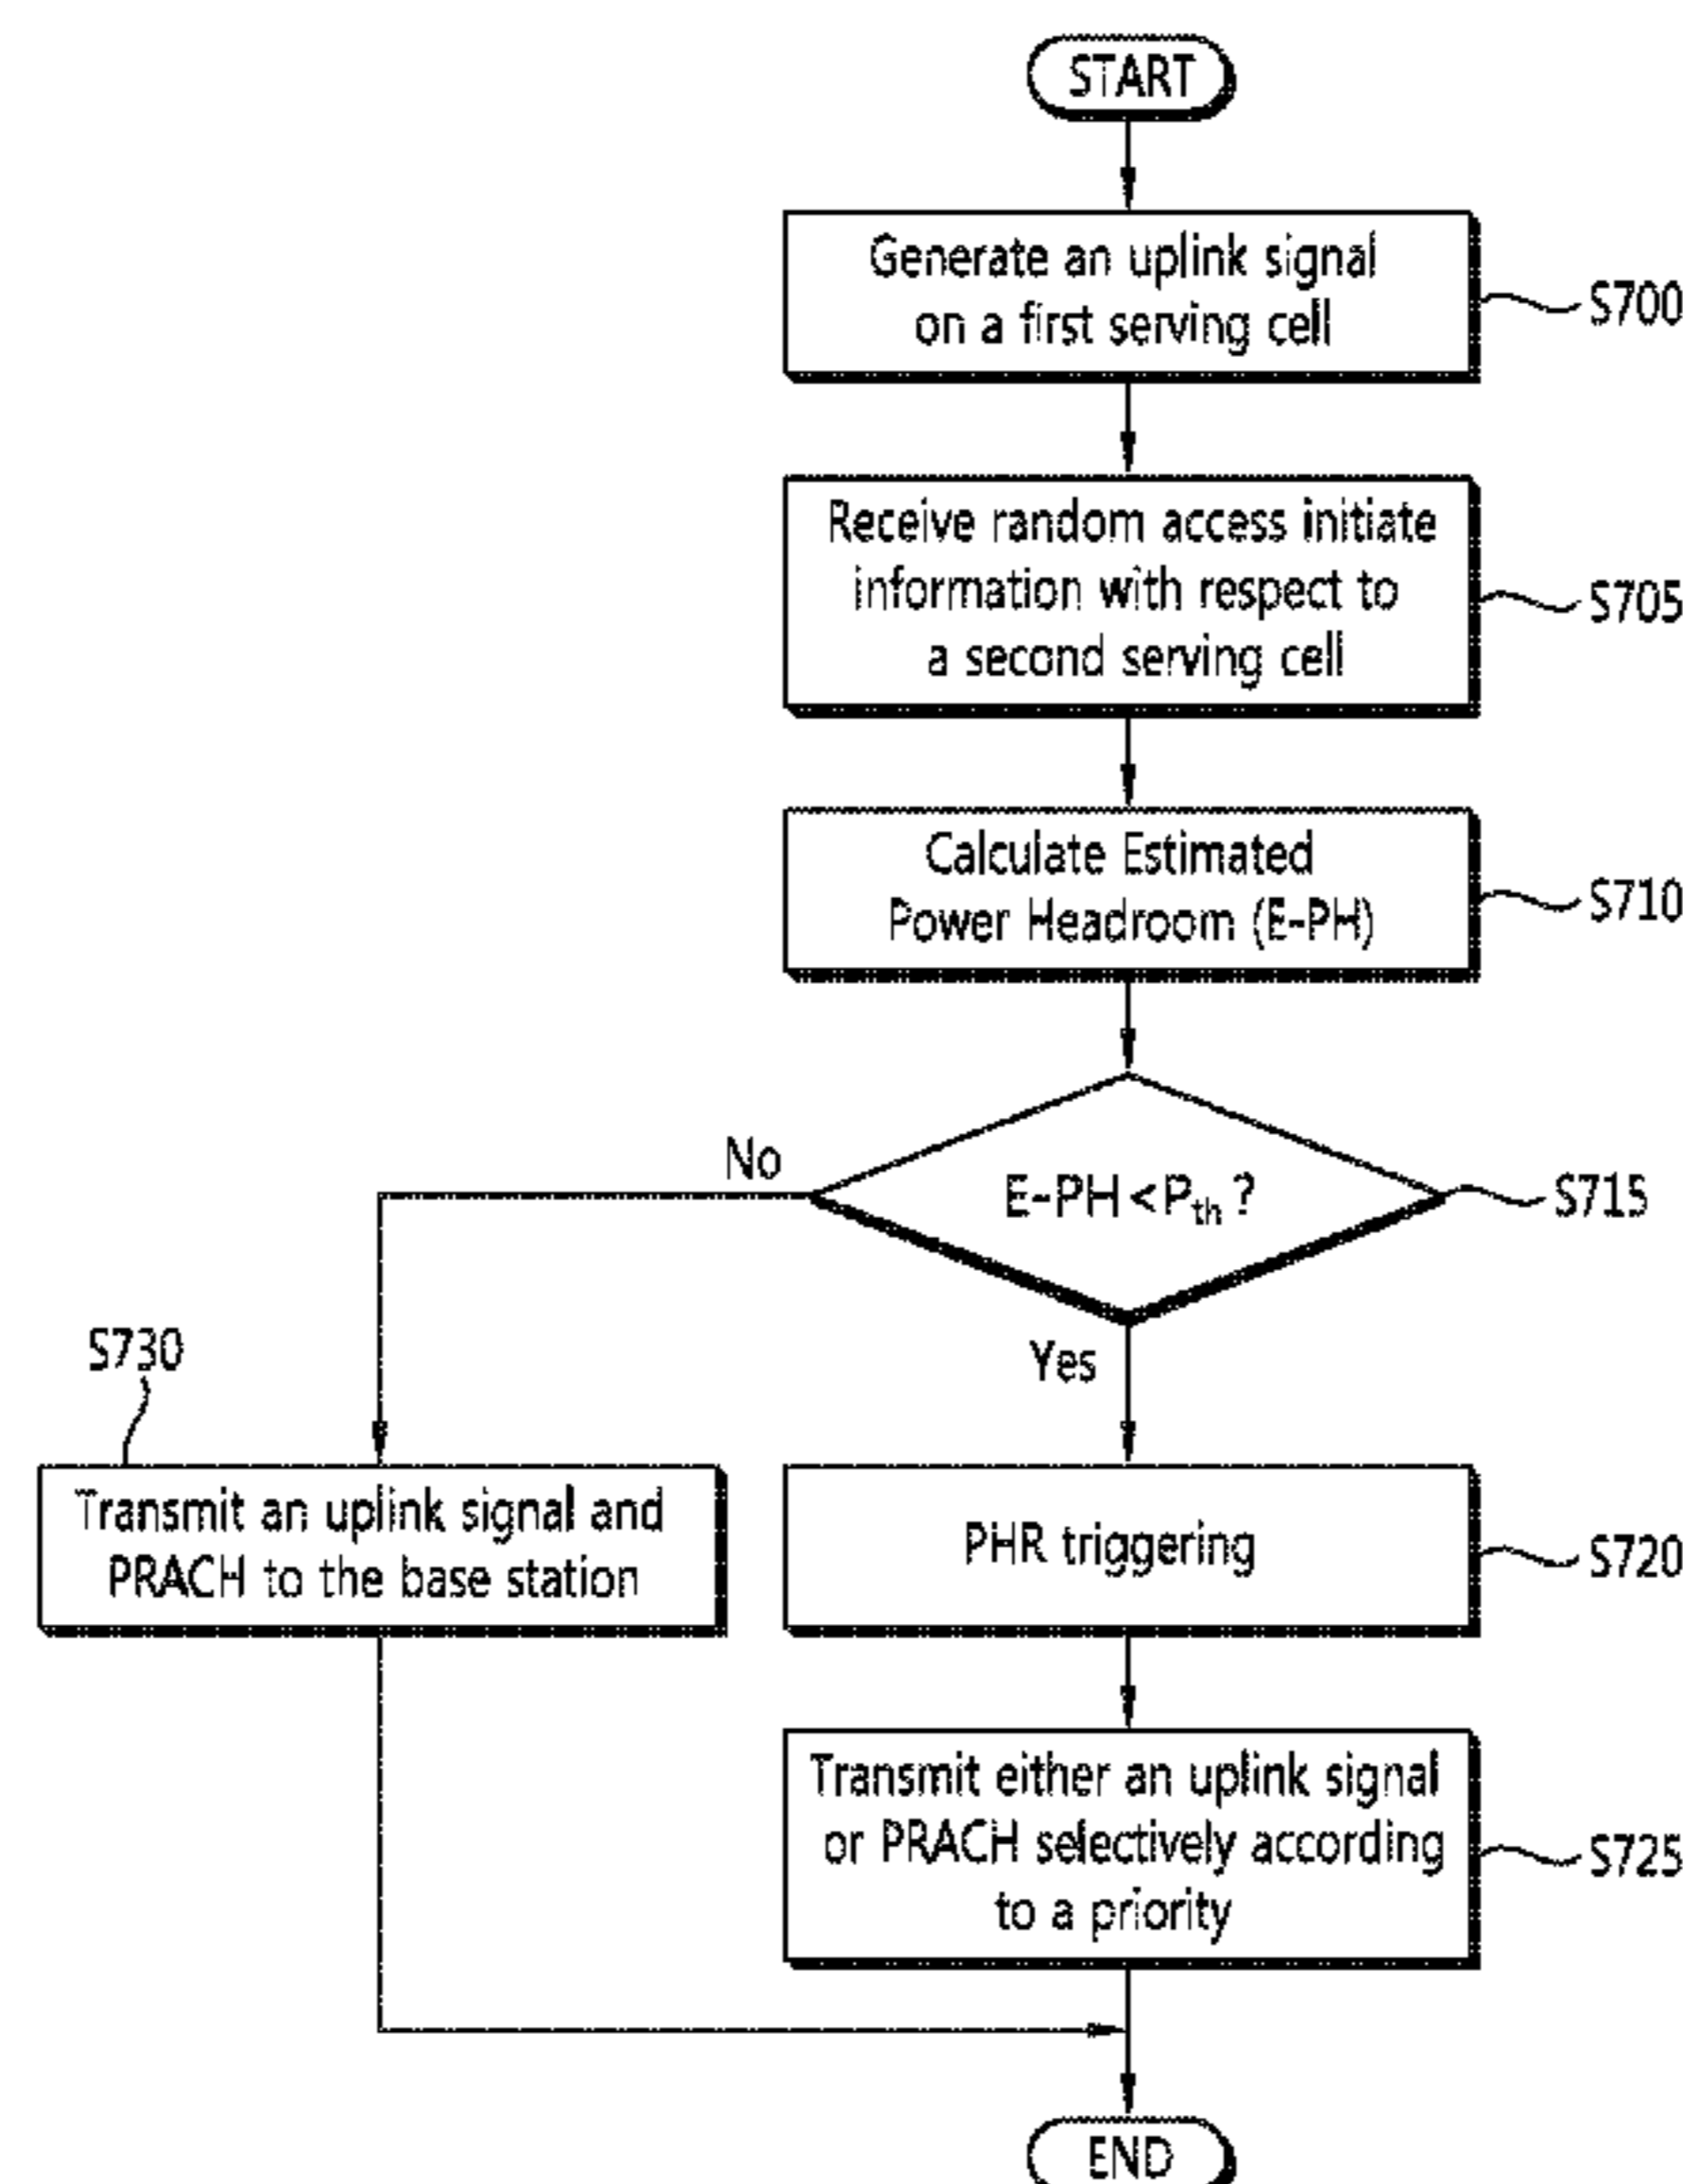 START
Generate an uplink signal
on a first serving cell
S700
Receive random access initiate
information with respect to
a second serving cell
S705
Calculate Estimated
Power Headroom (E-PH)
S710
No
E-PH<Pth ?
S715
S730
Yes
Transmit an uplink signal and
PRACH to the base station
PHR triggering
S720
Transmit either an uplink signal
or PRACH selectively according
to a priority
S725
END